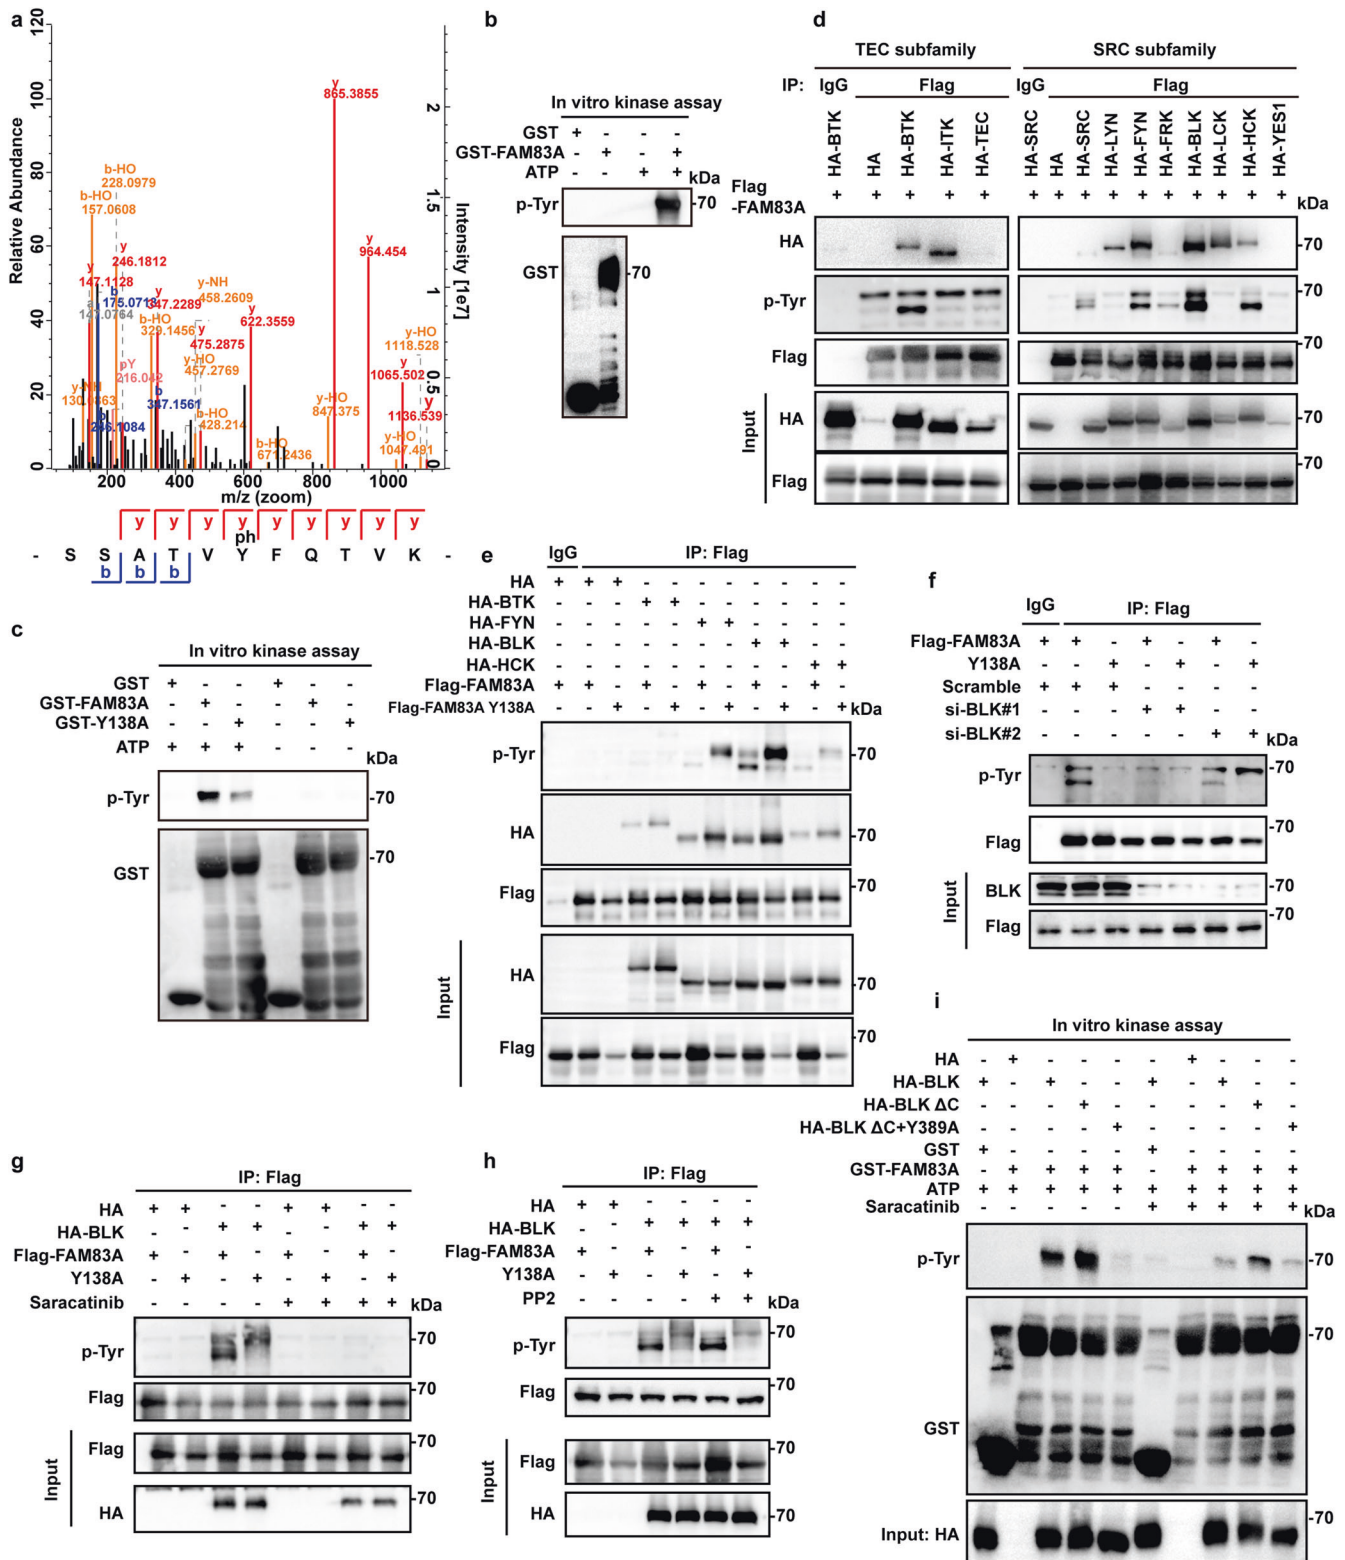 a
Relative Abundance
120
100
80
60
40
20
0
Intensity [1e7]
2
1.5
1
0.5
0
y
865.3855
b-HO
228.0979
b-HO
157.0608
y
964.454
y
246.1812
y
147.1128
b
175.0713
147.0764
y
347.2289
y-NH
458.2609
b-HO
329.1456
y
475.2875
y
622.3559
y-HO
1118.528
pY
216.042
y-HO
457.2769
y
1065.502
y-NH
130.0863
b
347.1561
y
1136.539
b
246.1084
b-HO
428.214
y-HO
847.375
b-HO
671.2436
y-HO
1047.491
200 400 600 800 1000
m/z (zoom)
y y y y y y y y y
ph
- S S A T V Y F Q T V K -
b b b
b
In vitro kinase assay
GST + - - -
GST-FAM83A - + - +
ATP - - + +
kDa
p-Tyr
-70
GST
-70
c
In vitro kinase assay
GST + - - + - -
GST-FAM83A - + - - + -
GST-Y138A - - + - - +
ATP + + + - - -
kDa
p-Tyr
-70
GST
-70
d
TEC subfamily SRC subfamily
IP: IgG Flag IgG Flag
HA-BTK HA HA-BTK HA-ITK HA-TEC HA-SRC HA HA-SRC HA-LYN HA-FYN HA-FRK HA-BLK HA-LCK HA-HCK HA-YES1
Flag
-FAM83A
+ + + + + + + + + + + + + + +
kDa
HA
-70
p-Tyr
-70
Flag
-70
Input
HA
-70
Flag
e
IgG IP: Flag
HA + + + - - - - - - - -
HA-BTK - - - + + - - - - - -
HA-FYN - - - - - + + - - - -
HA-BLK - - - - - - - + + - -
HA-HCK - - - - - - - - - + +
Flag-FAM83A + + - + - + - + - + -
Flag-FAM83A Y138A - - + - + - + - + - +
kDa
p-Tyr
-70
HA
-70
Flag
-70
Input
HA
-70
Flag
-70
f
IgG IP: Flag
Flag-FAM83A + + - + - + -
Y138A - - + - + - +
Scramble + + + - - - -
si-BLK#1 - - - + + - -
si-BLK#2 - - - - - + +
kDa
p-Tyr
-70
Flag
-70
Input
BLK
-70
Flag
-70
g
IP: Flag
HA + + - - + + - -
HA-BLK - - + + - - + +
Flag-FAM83A + - + - + - + -
Y138A - + - + - + - +
Saracatinib - - - - + + + +
kDa
p-Tyr
-70
Flag
-70
Input
Flag
-70
HA
-70
h
IP: Flag
HA + + - - - -
HA-BLK - - + + + +
Flag-FAM83A + - + - + -
Y138A - + - + - +
PP2 - - - - + +
kDa
p-Tyr
-70
Flag
-70
Input
Flag
-70
HA
-70
i
In vitro kinase assay
HA - + - - - - + - - -
HA-BLK + - + - - + - + - -
HA-BLK ΔC - - - + - - - - + -
HA-BLK ΔC+Y389A - - - - + - - - - +
GST + - - - - + - - - -
GST-FAM83A - + + + + - + + + +
ATP + + + + + + + + + +
Saracatinib - - - - - + + + + +
kDa
p-Tyr
-70
GST
-70
Input: HA
-70